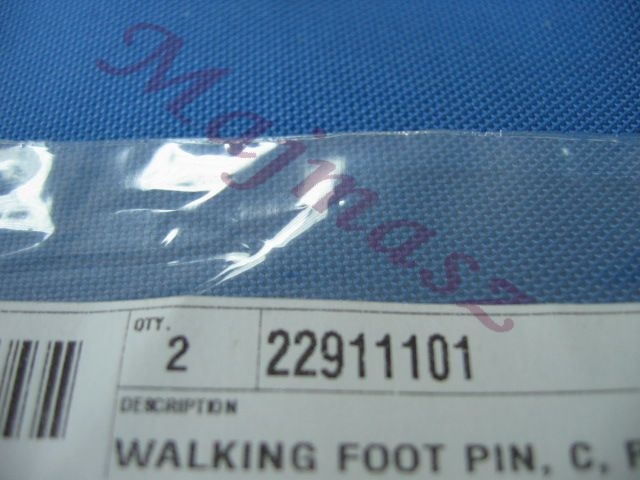 Majmasz
QTY.
2 22911101
DESCRIPTION
WALKING FOOT PIN, C,